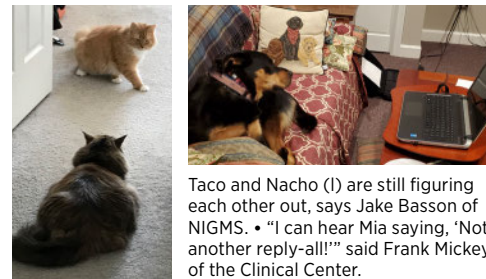 Taco and Nacho (l) are still figuring
each other out, says Jake Basson of
NIGMS. • “I can hear Mia saying, ‘Not
another reply-all!’” said Frank Mickey
of the Clinical Center.